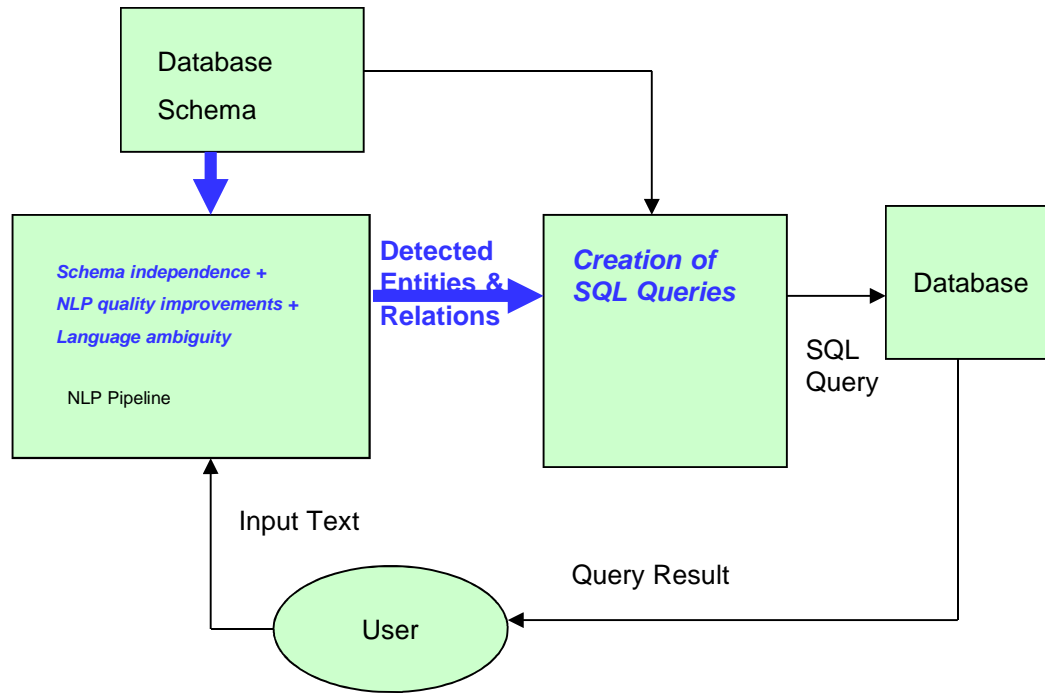 Database
Schema
Schema independence +
NLP quality improvements +
Language ambiguity
NLP Pipeline
Detected
Entities &
Relations
Creation of
SQL Queries
Database
SQL
Query
Input Text
Query Result
User